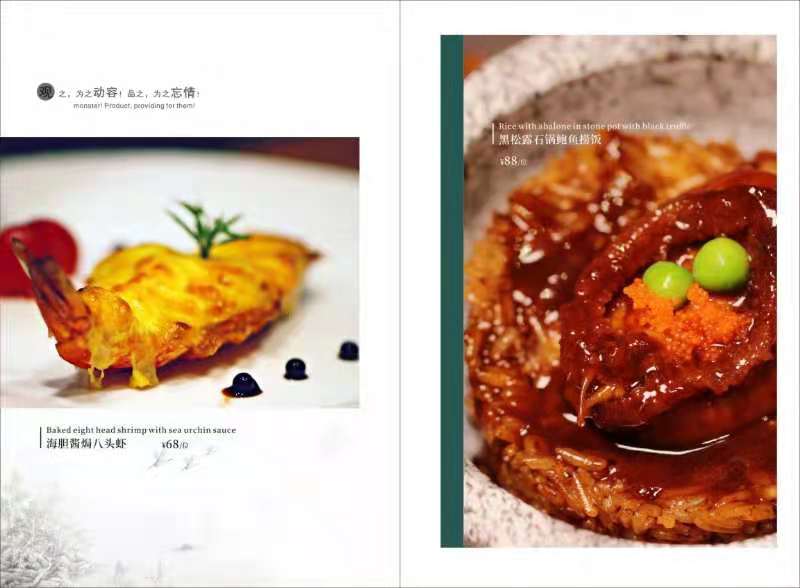 观之，为之动容！品之，为之忘情！
monster! Product, providing for them!
Baked eight head shrimp with sea urchin sauce
海胆酱焗八头虾 ¥68/位
Rice with abalone in stone pot with black truffle
黑松露石锅鲍鱼捞饭
¥88/位